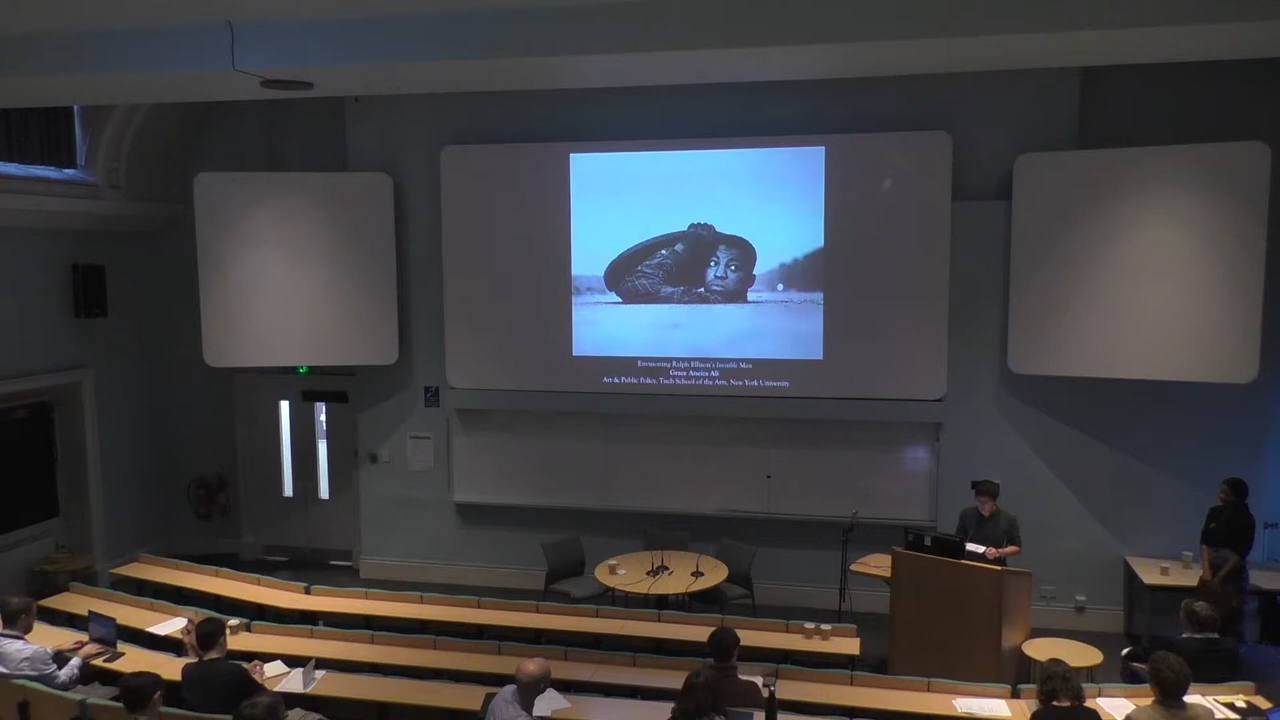 Envisioning Ralph Ellison's Invisible Man
Grace Aneiza Ali
Art & Public Policy, Tisch School of the Arts, New York University